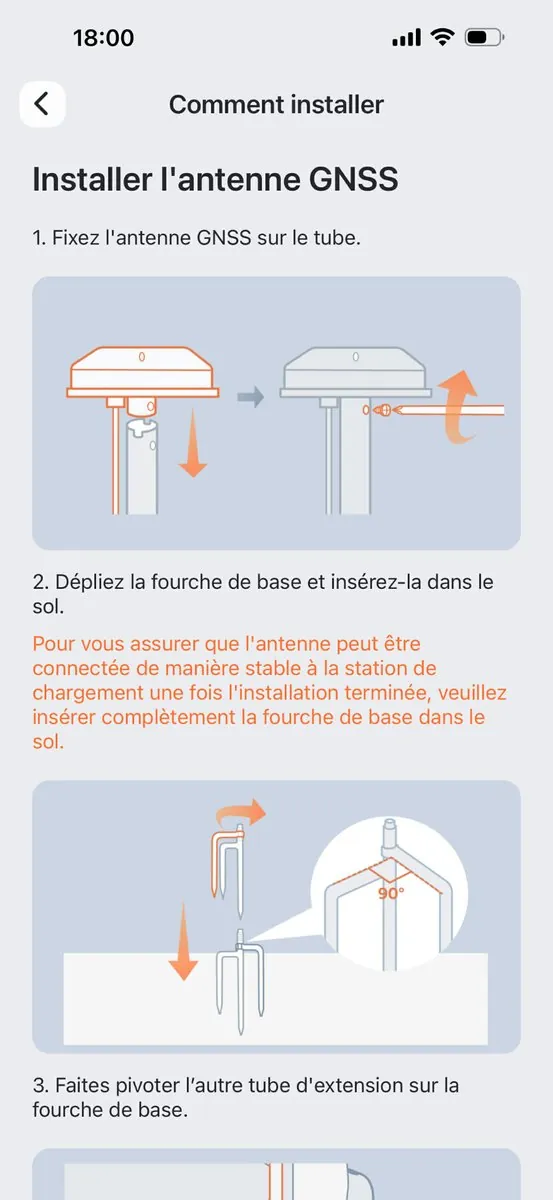 18:00
Comment installer
Installer l'antenne GNSS
1. Fixez l'antenne GNSS sur le tube.
2. Dépliez la fourche de base et insérez-la dans le
sol.
Pour vous assurer que l'antenne peut être
connectée de manière stable à la station de
chargement une fois l'installation terminée, veuillez
insérer complètement la fourche de base dans le
sol.
90°
3. Faites pivoter l’autre tube d'extension sur la
fourche de base.